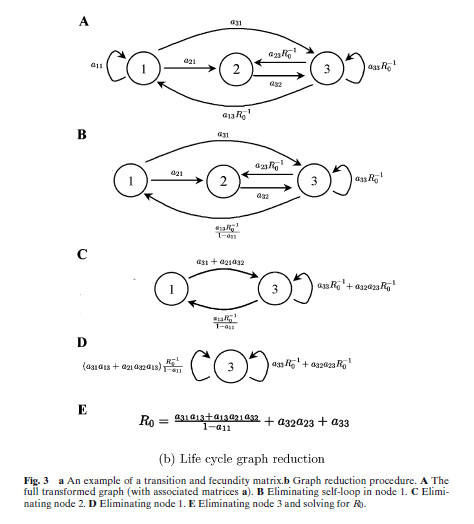 A
a₃₁
a₁₁
1
a₂₁
2
a₂₃R₀⁻¹
a₃₂
3
a₃₃R₀⁻¹
a₁₃R₀⁻¹
B
a₃₁
1
a₂₁
2
a₂₃R₀⁻¹
a₃₂
3
a₃₃R₀⁻¹
a₁₃R₀⁻¹/1−a₁₁
C
a₃₁ + a₂₁a₃₂
1
3
a₃₃R₀⁻¹ + a₃₂a₂₃R₀⁻¹
a₁₃R₀⁻¹/1−a₁₁
D
(a₃₁a₁₃ + a₂₁a₃₂a₁₃) R₀⁻¹/1−a₁₁
3
a₃₃R₀⁻¹ + a₃₂a₂₃R₀⁻¹
E
R₀ = a₃₁a₁₃+a₁₃a₂₁a₃₂/1−a₁₁ + a₃₂a₂₃ + a₃₃
(b) Life cycle graph reduction
Fig. 3 a An example of a transition and fecundity matrix.b Graph reduction procedure. A The
full transformed graph (with associated matrices a). B Eliminating self-loop in node 1. C Elimi-
nating node 2. D Eliminating node 1. E Eliminating node 3 and solving for R₀.